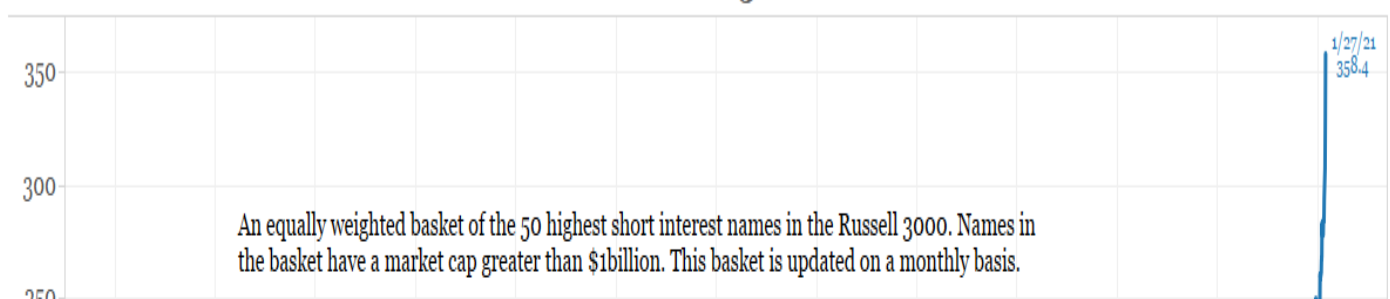 1/27/21
350
358.4
300
An equally weighted basket of the 50 highest short interest names in the Russell 3000. Names in
the basket have a market cap greater than $1billion. This basket is updated on a monthly basis.